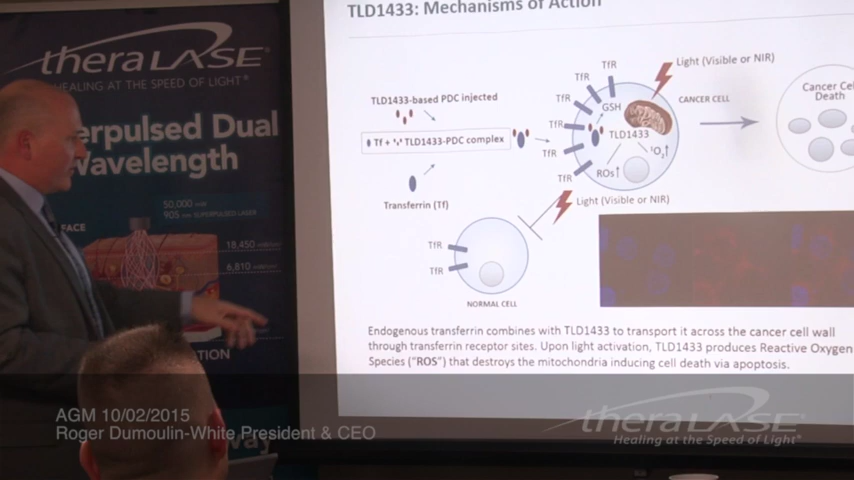 theraLASE®
HEALING AT THE SPEED OF LIGHT®
erpulsed Dual
Wavelength
50,000 mW
905 nm SUPERPULSED LASER
FACE
18,450
6,810
TION
way
TLD1433: Mechanisms of Action
TLD1433-based PDC injected
Tf + TLD1433-PDC complex
Transferrin (Tf)
TfR
TfR
TfR
TfR
TfR
TfR
Light (Visible or NIR)
GSH
CANCER CELL
TLD1433
¹O₂↑
ROs↑
Cancer Cel
Death
Light (Visible or NIR)
TfR
TfR
NORMAL CELL
Endogenous transferrin combines with TLD1433 to transport it across the cancer cell wall
through transferrin receptor sites. Upon light activation, TLD1433 produces Reactive Oxygen
Species ("ROS") that destroys the mitochondria inducing cell death via apoptosis.
AGM 10/02/2015
Roger Dumoulin-White President & CEO
theraLASE®
Healing at the Speed of Light®